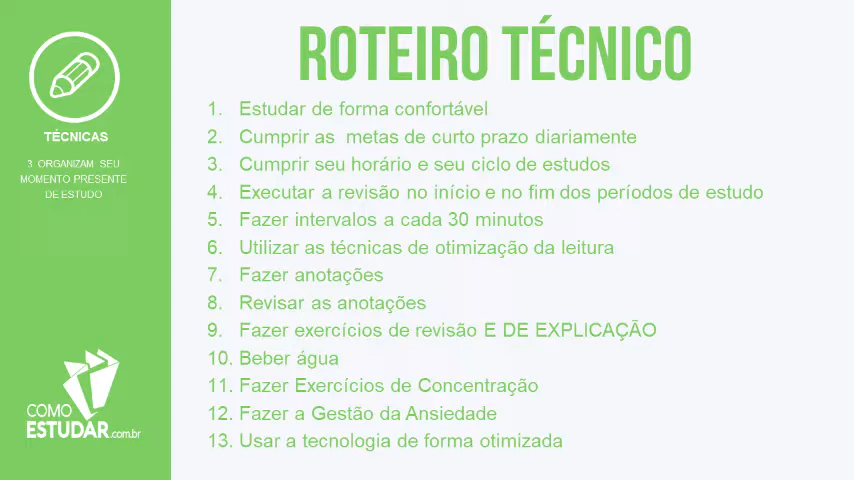 TÉCNICAS
3 ORGANIZAM SEU
MOMENTO PRESENTE
DE ESTUDO
COMO
ESTUDAR.com.br
ROTEIRO TÉCNICO
1. Estudar de forma confortável
2. Cumprir as metas de curto prazo diariamente
3. Cumprir seu horário e seu ciclo de estudos
4. Executar a revisão no início e no fim dos períodos de estudo
5. Fazer intervalos a cada 30 minutos
6. Utilizar as técnicas de otimização da leitura
7. Fazer anotações
8. Revisar as anotações
9. Fazer exercícios de revisão E DE EXPLICAÇÃO
10. Beber água
11. Fazer Exercícios de Concentração
12. Fazer a Gestão da Ansiedade
13. Usar a tecnologia de forma otimizada